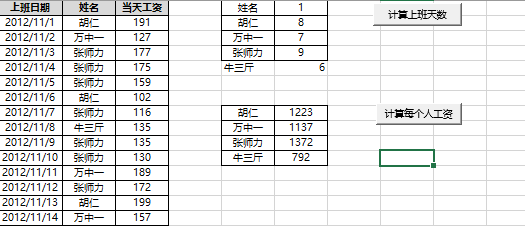 上班日期 姓名 当天工资 姓名 1 计算上班天数
2012/11/1 胡仁 191 胡仁 8
2012/11/2 万中一 127 万中一 7
2012/11/3 张师力 177 张师力 9
2012/11/4 张师力 175 牛三斤 6
2012/11/5 张师力 159
2012/11/6 胡仁 102
2012/11/7 张师力 116 胡仁 1223 计算每个人工资
2012/11/8 牛三斤 135 万中一 1137
2012/11/9 张师力 135 张师力 1372
2012/11/10 张师力 130 牛三斤 792
2012/11/11 万中一 189
2012/11/12 张师力 172
2012/11/13 胡仁 199
2012/11/14 万中一 157